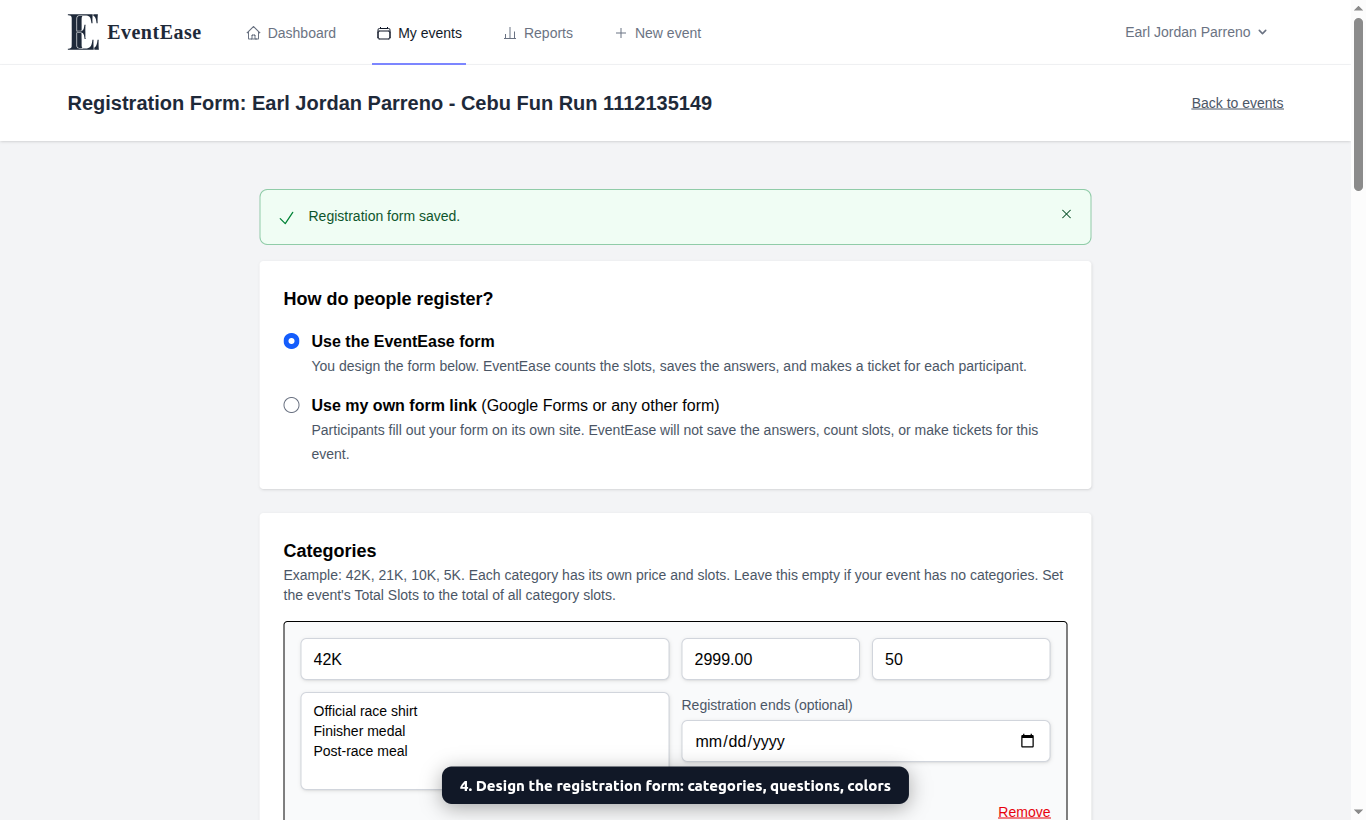 EventEase
Dashboard
My events
Reports
New event
Earl Jordan Parreno
Registration Form: Earl Jordan Parreno - Cebu Fun Run 1112135149
Back to events
Registration form saved.
How do people register?
Use the EventEase form
You design the form below. EventEase counts the slots, saves the answers, and makes a ticket for each participant.
Use my own form link (Google Forms or any other form)
Participants fill out your form on its own site. EventEase will not save the answers, count slots, or make tickets for this
event.
Categories
Example: 42K, 21K, 10K, 5K. Each category has its own price and slots. Leave this empty if your event has no categories. Set
the event's Total Slots to the total of all category slots.
42K
2999.00
50
Official race shirt
Finisher medal
Post-race meal
Registration ends (optional)
mm/dd/yyyy
4. Design the registration form: categories, questions, colors
Remove